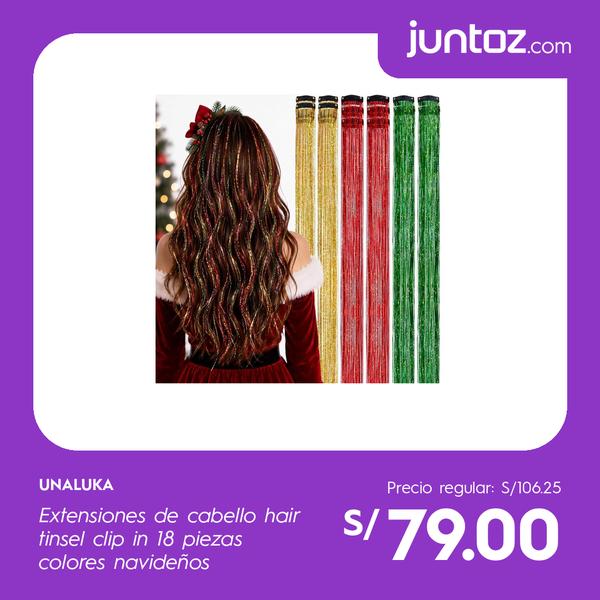 juntoz.com
UNALUKA
Extensiones de cabello hair
tinsel clip in 18 piezas
colores navideños
Precio regular: S/106.25
S/79.00